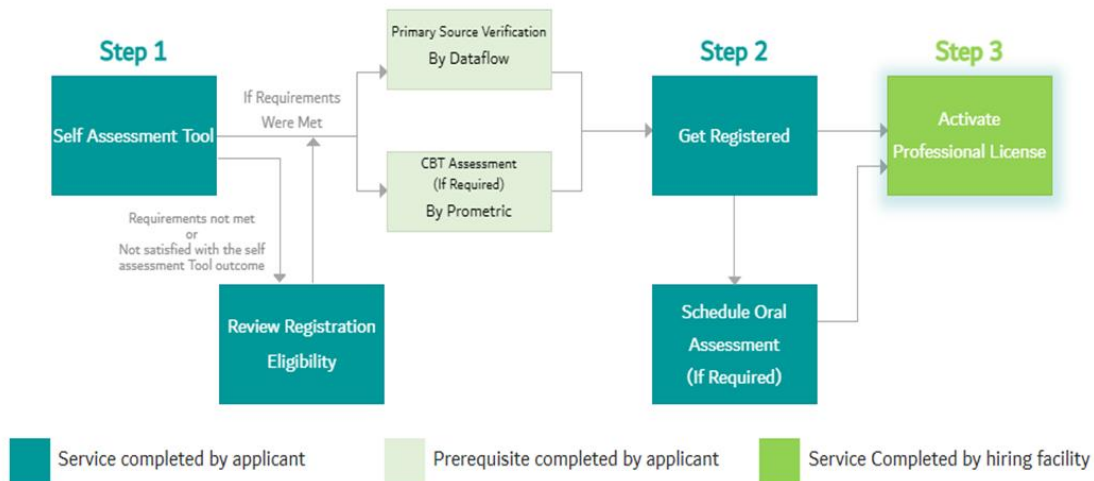 Step 1
Self Assessment Tool
If Requirements
Were Met
Requirements not met
or
Not satisfied with the self
assessment Tool outcome
Review Registration
Eligibility
Primary Source Verification
By Dataflow
CBT Assessment
(If Required)
By Prometric
Step 2
Get Registered
Schedule Oral
Assessment
(If Required)
Step 3
Activate
Professional License
Service completed by applicant
Prerequisite completed by applicant
Service Completed by hiring facility